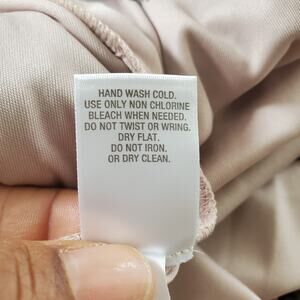 HAND WASH COLD.
USE ONLY NON CHLORINE
BLEACH WHEN NEEDED.
DO NOT TWIST OR WRING.
DRY FLAT.
DO NOT IRON.
OR DRY CLEAN.